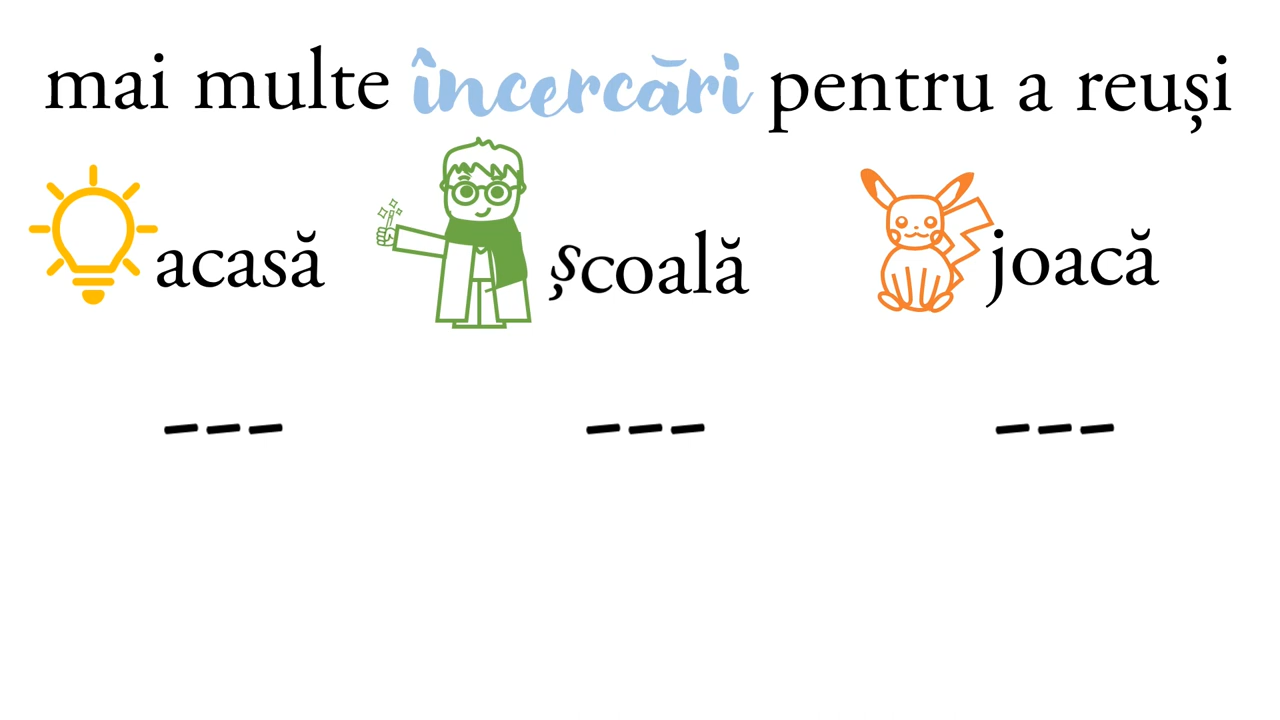 mai multe încercări pentru a reuși
acasă școală joacă
--- --- ---